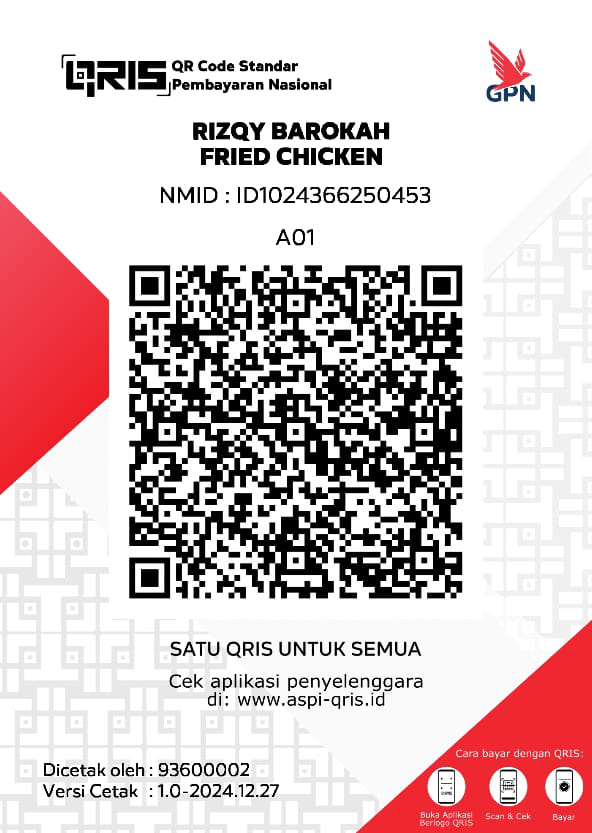 QRIS QR Code Standar
Pembayaran Nasional
GPN
RIZQY BAROKAH
FRIED CHICKEN
NMID : ID1024366250453
A01
SATU QRIS UNTUK SEMUA
Cek aplikasi penyelenggara
di: www.aspi-qris.id
Cara bayar dengan QRIS:
Dicetak oleh : 93600002
Versi Cetak : 1.0-2024.12.27
Buka Aplikasi
Berlogo QRIS
Scan & Cek
Bayar